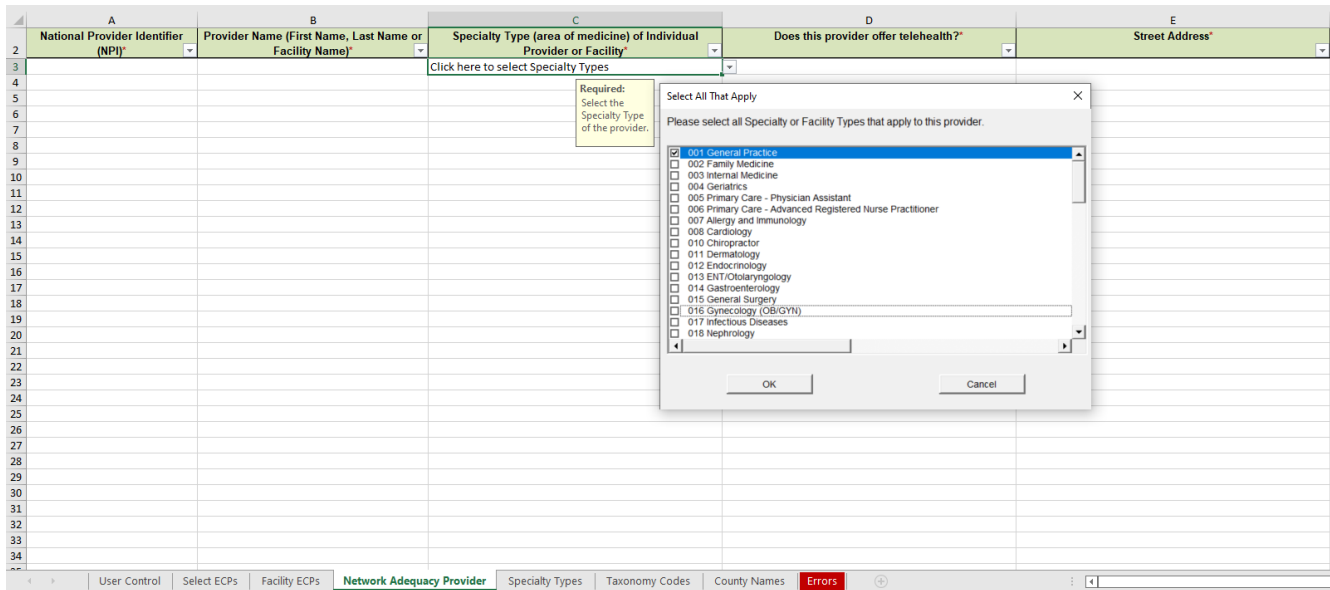 A B C D E
National Provider Identifier (NPI)*
Provider Name (First Name, Last Name or Facility Name)*
Specialty Type (area of medicine) of Individual Provider or Facility*
Does this provider offer telehealth?*
Street Address*
2
3 Click here to select Specialty Types
Required:
Select the
Specialty Type
of the provider.
Select All That Apply
Please select all Specialty or Facility Types that apply to this provider.
001 General Practice
002 Family Medicine
003 Internal Medicine
004 Geriatrics
005 Primary Care - Physician Assistant
006 Primary Care - Advanced Registered Nurse Practitioner
007 Allergy and Immunology
008 Cardiology
010 Chiropractor
011 Dermatology
012 Endocrinology
013 ENT/Otolaryngology
014 Gastroenterology
015 General Surgery
016 Gynecology (OB/GYN)
017 Infectious Diseases
018 Nephrology
OK Cancel
4
5
6
7
8
9
10
11
12
13
14
15
16
17
18
19
20
21
22
23
24
25
26
27
28
29
30
31
32
33
34
User Control Select ECPs Facility ECPs Network Adequacy Provider Specialty Types Taxonomy Codes County Names Errors